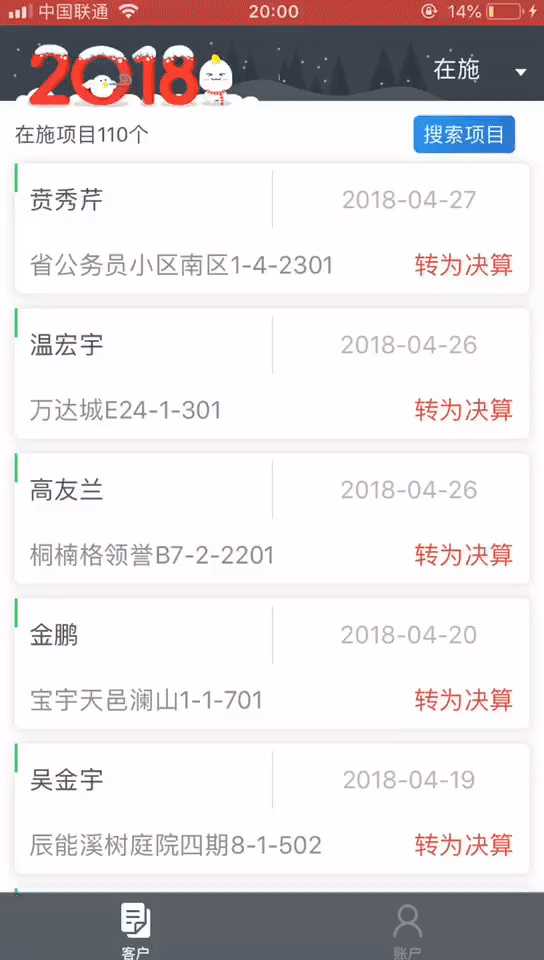 中国联通 20:00 14%
2018 在施
在施项目110个 搜索项目
贲秀芹 2018-04-27
省公务员小区南区1-4-2301 转为决算
温宏宇 2018-04-26
万达城E24-1-301 转为决算
高友兰 2018-04-26
桐楠格领誉B7-2-2201 转为决算
金鹏 2018-04-20
宝宇天邑澜山1-1-701 转为决算
吴金宇 2018-04-19
辰能溪树庭院四期8-1-502 转为决算
客户 账户